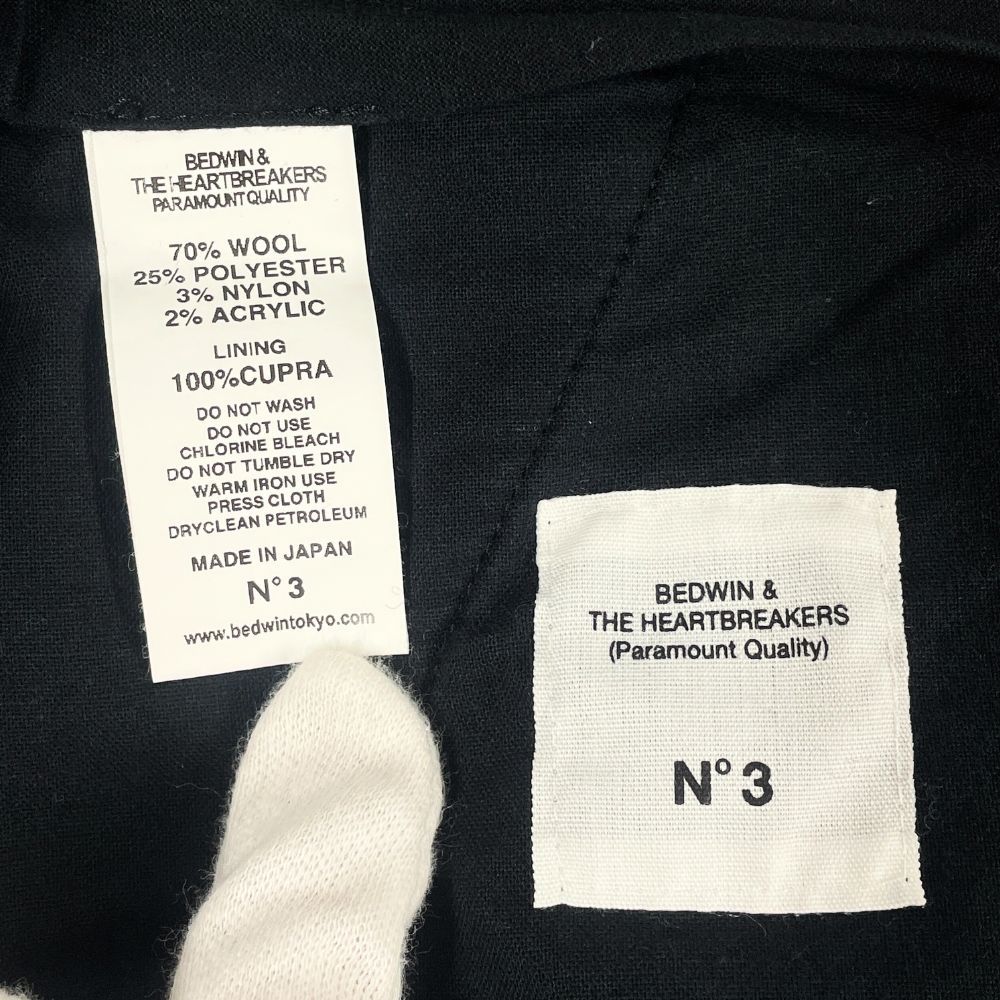 BEDWIN &
THE HEARTBREAKERS
PARAMOUNT QUALITY
70% WOOL
25% POLYESTER
3% NYLON
2% ACRYLIC
LINING
100%CUPRA
DO NOT WASH
DO NOT USE
CHLORINE BLEACH
DO NOT TUMBLE DRY
WARM IRON USE
PRESS CLOTH
DRYCLEAN PETROLEUM
MADE IN JAPAN
N° 3
www.bedwintokyo.com
BEDWIN &
THE HEARTBREAKERS
(Paramount Quality)
N° 3